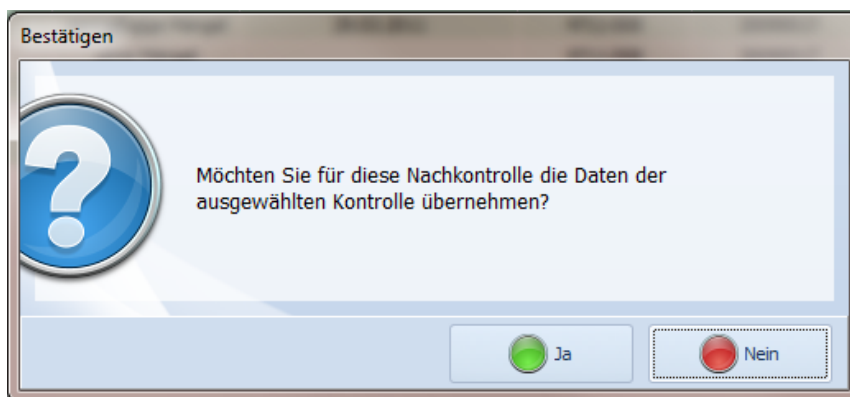 Bestätigen
Möchten Sie für diese Nachkontrolle die Daten der
ausgewählten Kontrolle übernehmen?
Ja
Nein